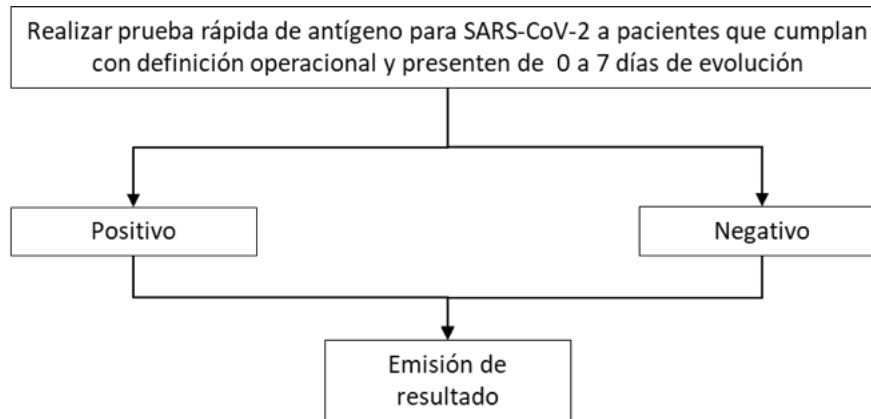 Realizar prueba rápida de antígeno para SARS-CoV-2 a pacientes que cumplan
con definición operacional y presenten de 0 a 7 días de evolución
Positivo
Negativo
Emisión de
resultado